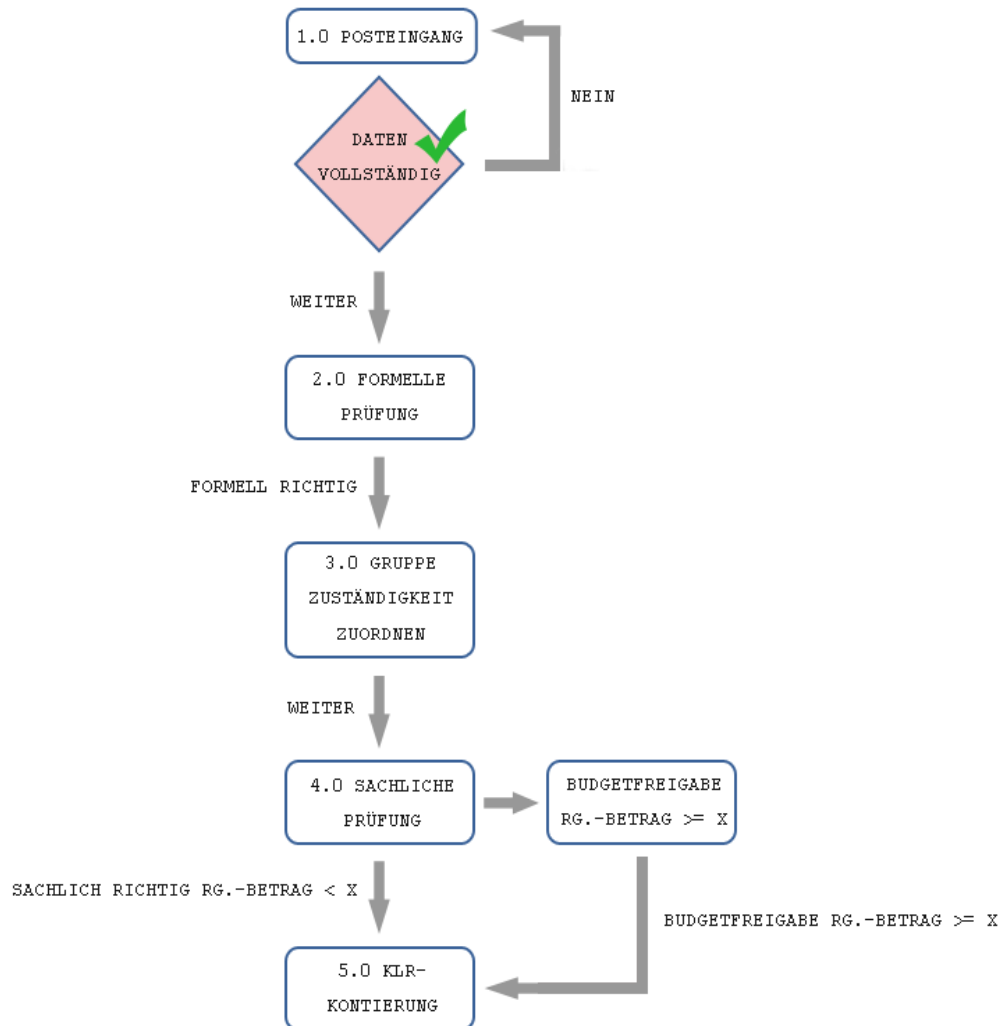 1.0 POSTEINGANG
NEIN
DATEN
VOLLSTÄNDIG
WEITER
2.0 FORMELLE
PRÜFUNG
FORMELL RICHTIG
3.0 GRUPPE
ZUSTÄNDIGKEIT
ZUORDNEN
WEITER
4.0 SACHLICHE
PRÜFUNG
BUDGETFREIGABE
RG.-BETRAG >= X
SACHLICH RICHTIG RG.-BETRAG < X
BUDGETFREIGABE RG.-BETRAG >= X
5.0 KLR-
KONTIERUNG